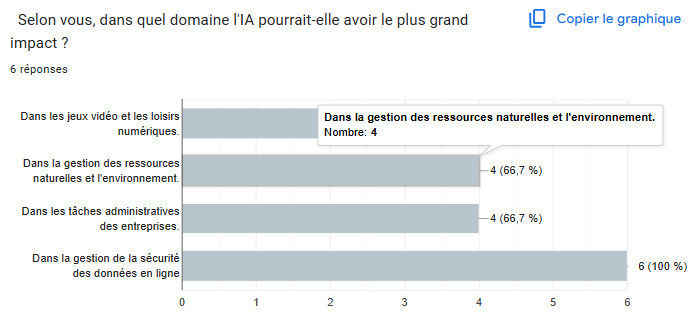 Selon vous, dans quel domaine l'IA pourrait-elle avoir le plus grand
impact ?
Copier le graphique
6 réponses
Dans les jeux vidéo et les loisirs
numériques.
Dans la gestion des ressources naturelles et l'environnement.
Nombre: 4
Dans la gestion des ressources
naturelles et l'environnement.
4 (66,7 %)
Dans les tâches administratives
des entreprises.
4 (66,7 %)
Dans la gestion de la sécurité
des données en ligne
6 (100 %)
0 1 2 3 4 5 6